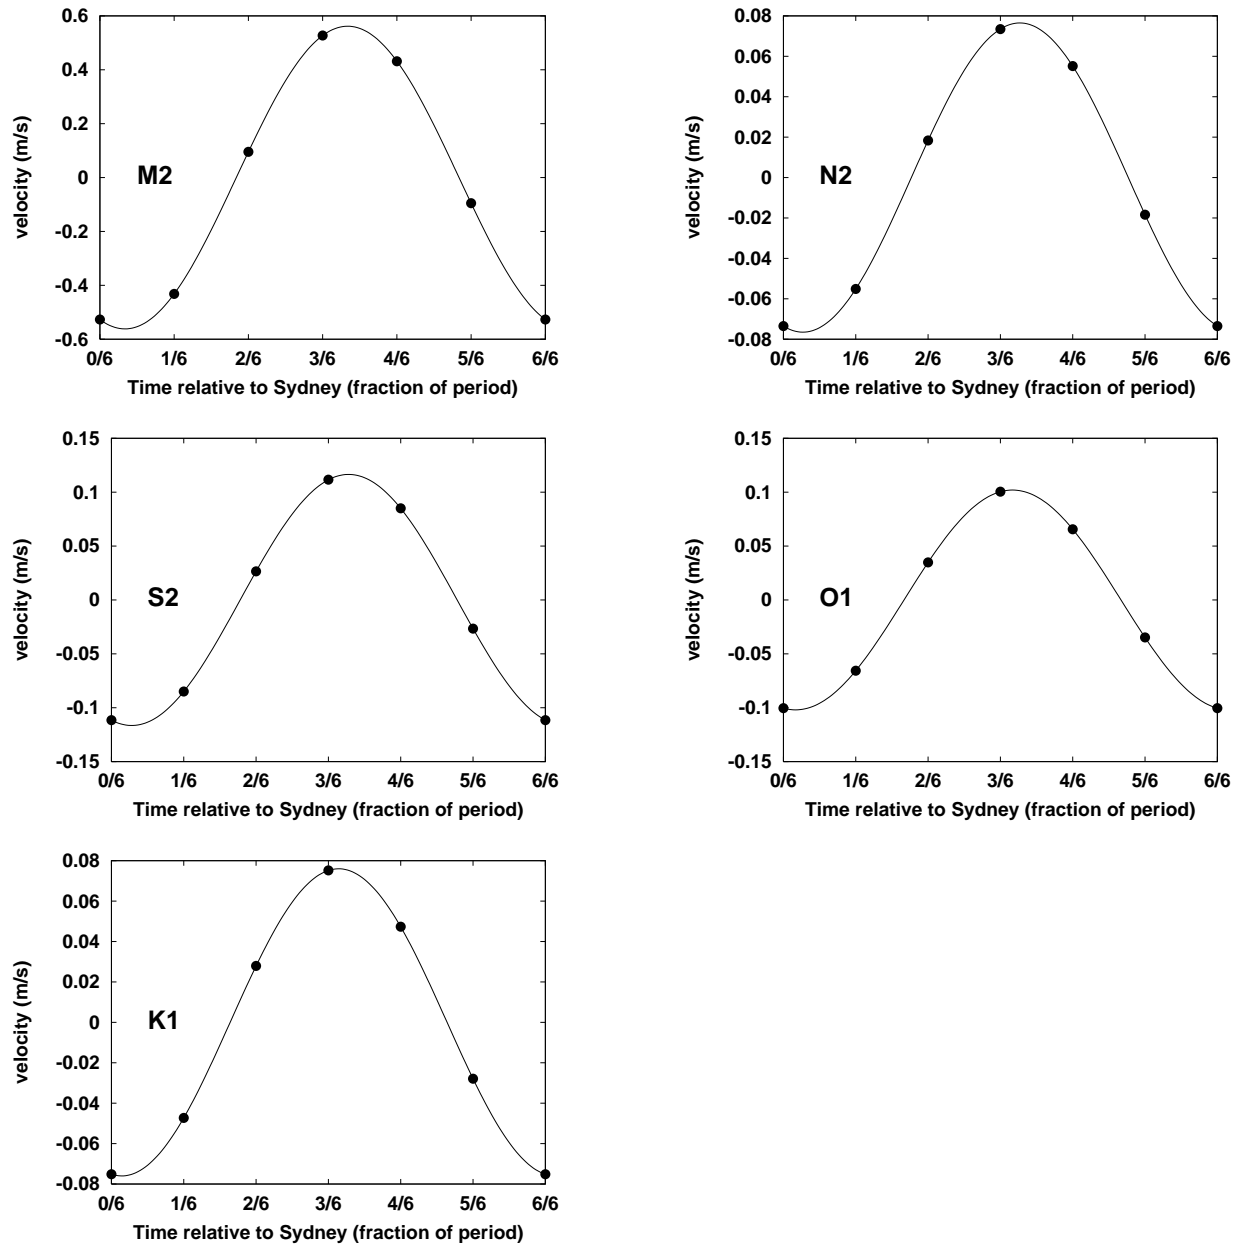 0.6
0.4
0.2
0
-0.2
-0.4
-0.6
velocity (m/s)
M2
0/6 1/6 2/6 3/6 4/6 5/6 6/6
Time relative to Sydney (fraction of period)
0.08
0.06
0.04
0.02
0
-0.02
-0.04
-0.06
-0.08
velocity (m/s)
N2
0/6 1/6 2/6 3/6 4/6 5/6 6/6
Time relative to Sydney (fraction of period)
0.15
0.1
0.05
0
-0.05
-0.1
-0.15
velocity (m/s)
S2
0/6 1/6 2/6 3/6 4/6 5/6 6/6
Time relative to Sydney (fraction of period)
0.15
0.1
0.05
0
-0.05
-0.1
-0.15
velocity (m/s)
O1
0/6 1/6 2/6 3/6 4/6 5/6 6/6
Time relative to Sydney (fraction of period)
0.08
0.06
0.04
0.02
0
-0.02
-0.04
-0.06
-0.08
velocity (m/s)
K1
0/6 1/6 2/6 3/6 4/6 5/6 6/6
Time relative to Sydney (fraction of period)